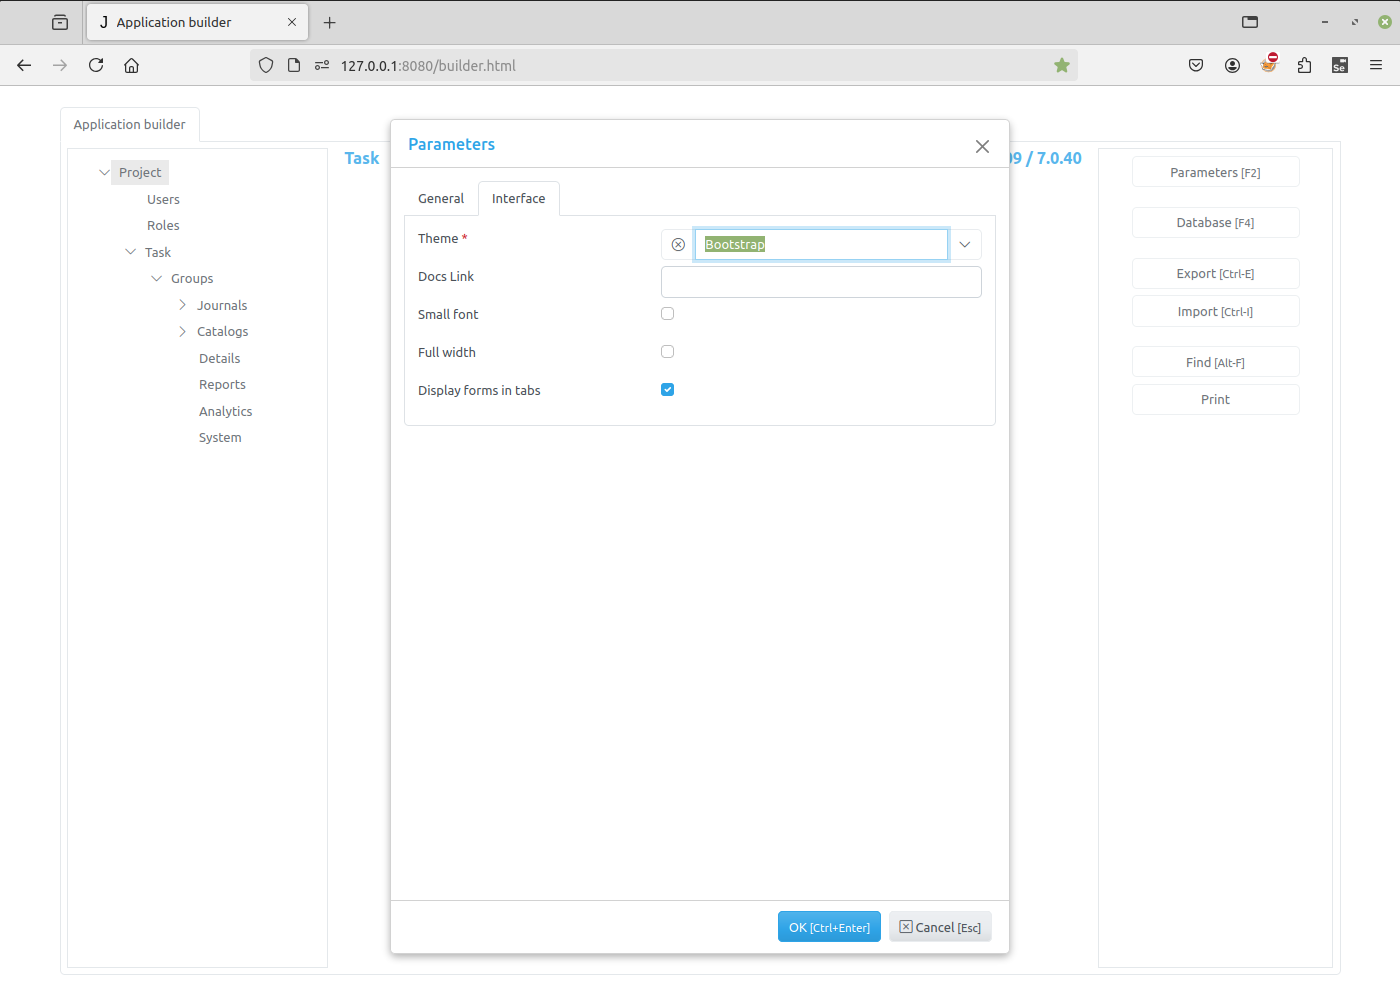 J Application builder
127.0.0.1:8080/builder.html
Se
Application builder
Project
Users
Roles
Task
Groups
Journals
Catalogs
Details
Reports
Analytics
System
Task
/ 7.0.40
Parameters
General
Interface
Theme *
Bootstrap
Docs Link
Small font
Full width
Display forms in tabs
OK [Ctrl+Enter]
Cancel [Esc]
Parameters [F2]
Database [F4]
Export [Ctrl-E]
Import [Ctrl-I]
Find [Alt-F]
Print